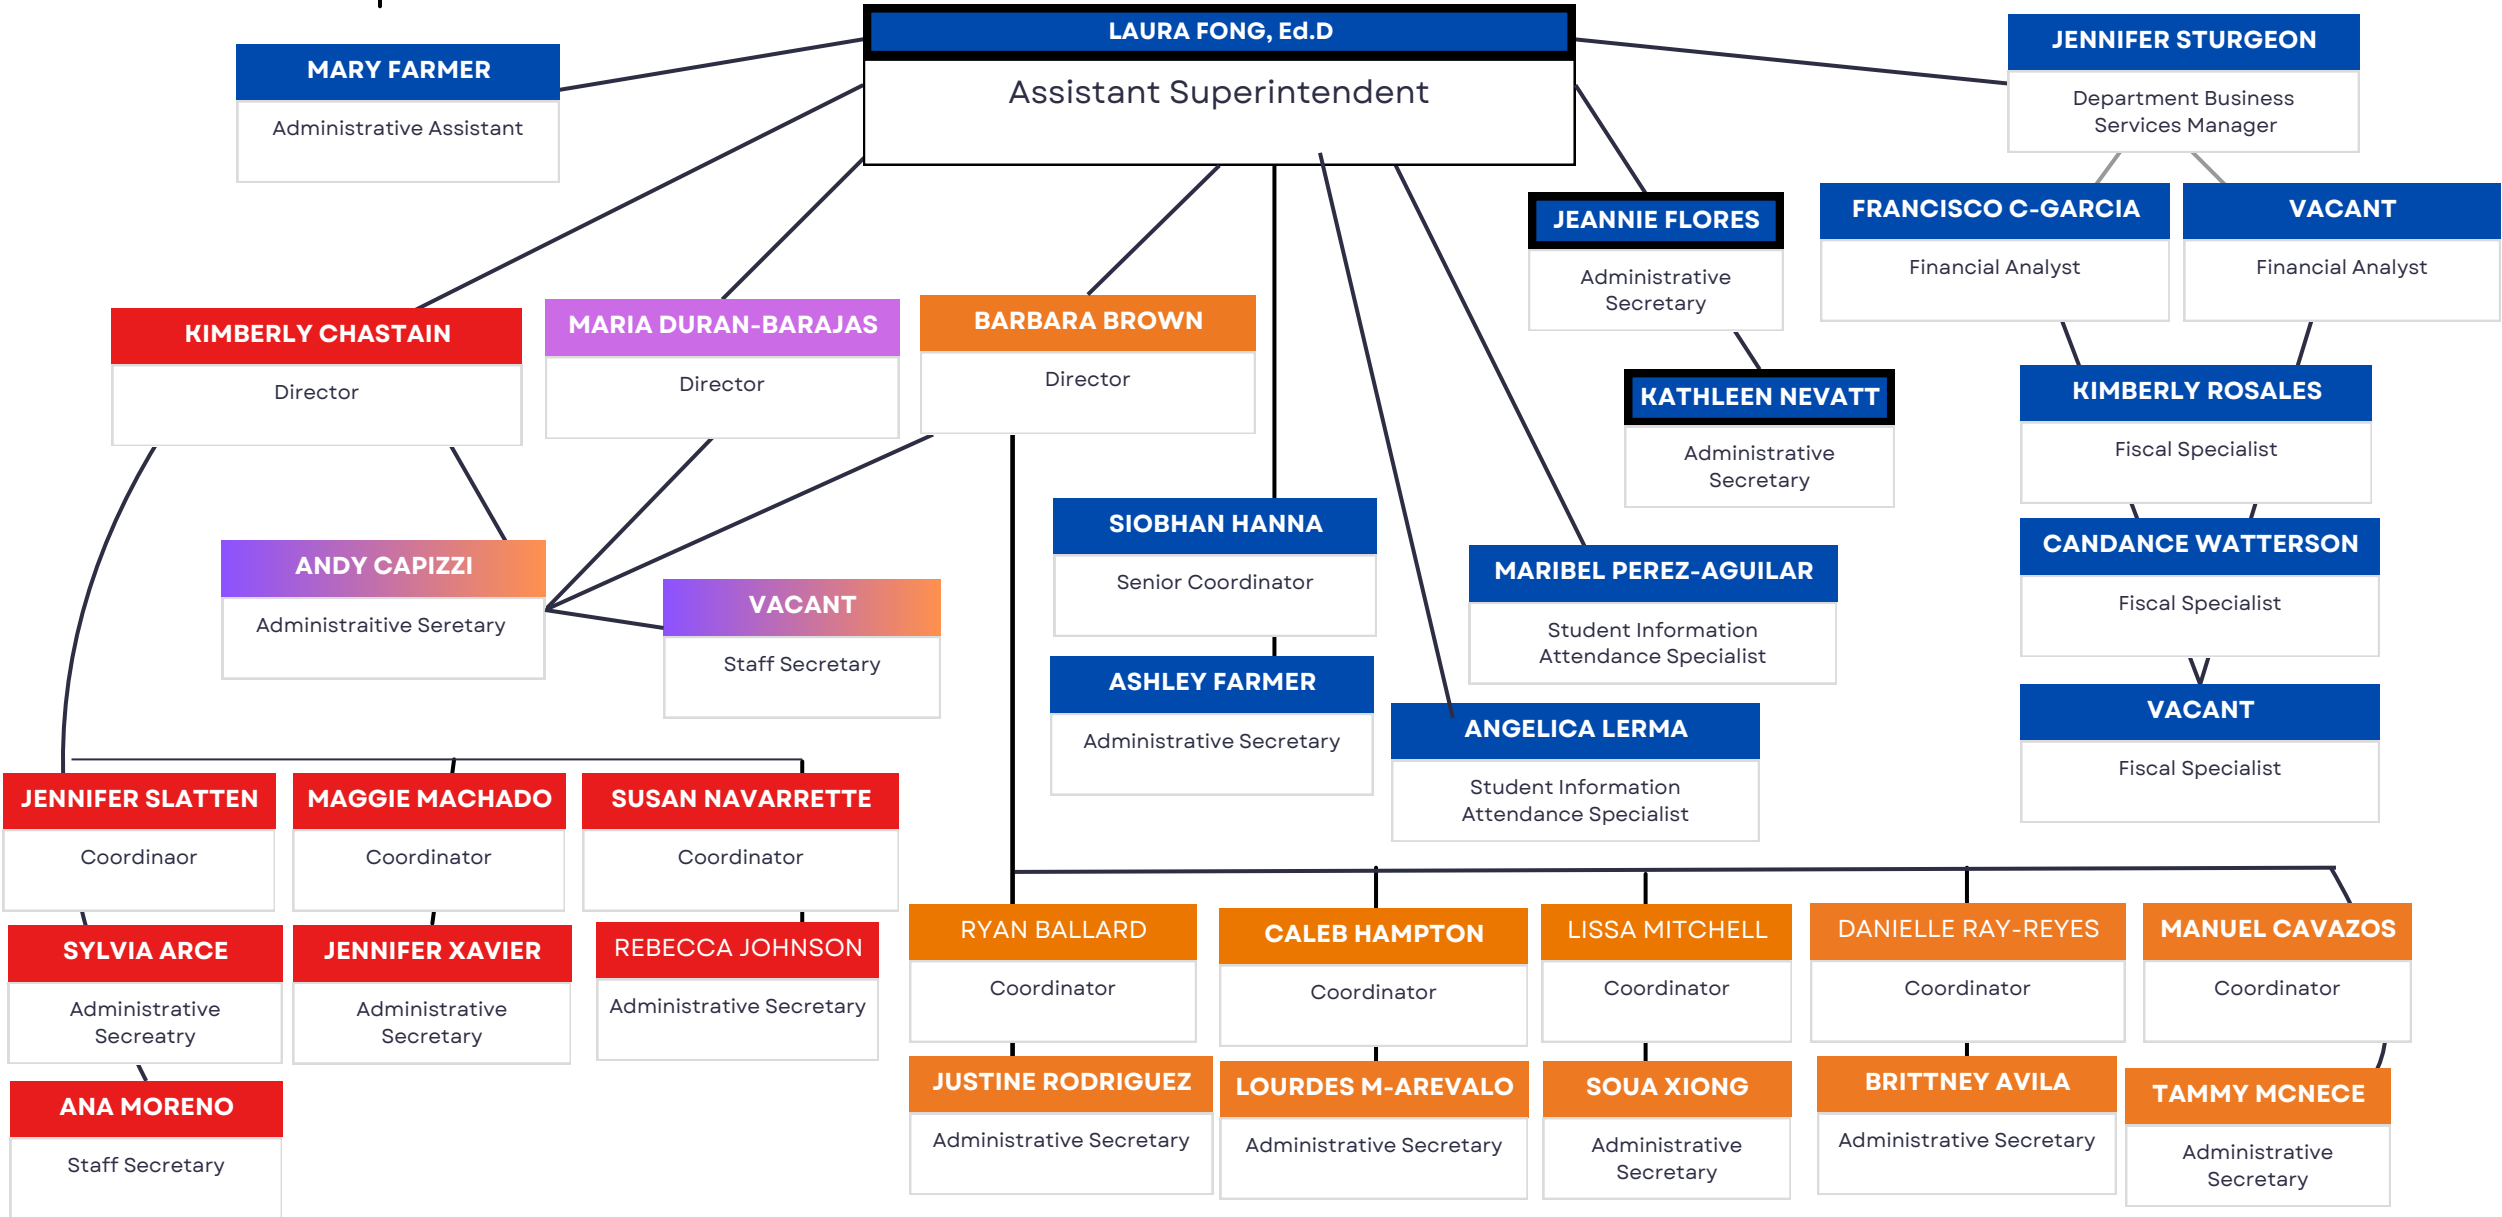 LAURA FONG, Ed.D
Assistant Superintendent
MARY FARMER
Administrative Assistant
JENNIFER STURGEON
Department Business
Services Manager
JEANNIE FLORES
Administrative
Secretary
FRANCISCO C-GARCIA
Financial Analyst
VACANT
Financial Analyst
KIMBERLY CHASTAIN
Director
MARIA DURAN-BARAJAS
Director
BARBARA BROWN
Director
KATHLEEN NEVATT
Administrative
Secretary
KIMBERLY ROSALES
Fiscal Specialist
ANDY CAPIZZI
Administraitive Seretary
VACANT
Staff Secretary
SIOBHAN HANNA
Senior Coordinator
MARIBEL PEREZ-AGUILAR
Student Information
Attendance Specialist
CANDANCE WATTERSON
Fiscal Specialist
ASHLEY FARMER
Administrative Secretary
ANGELICA LERMA
Student Information
Attendance Specialist
VACANT
Fiscal Specialist
JENNIFER SLATTEN
Coordinaor
MAGGIE MACHADO
Coordinator
SUSAN NAVARRETTE
Coordinator
SYLVIA ARCE
Administrative
Secreatry
JENNIFER XAVIER
Administrative
Secretary
REBECCA JOHNSON
Administrative Secretary
RYAN BALLARD
Coordinator
CALEB HAMPTON
Coordinator
LISSA MITCHELL
Coordinator
DANIELLE RAY-REYES
Coordinator
MANUEL CAVAZOS
Coordinator
ANA MORENO
Staff Secretary
JUSTINE RODRIGUEZ
Administrative Secretary
LOURDES M-AREVALO
Administrative Secretary
SOUA XIONG
Administrative
Secretary
BRITTNEY AVILA
Administrative Secretary
TAMMY MCNECE
Administrative
Secretary